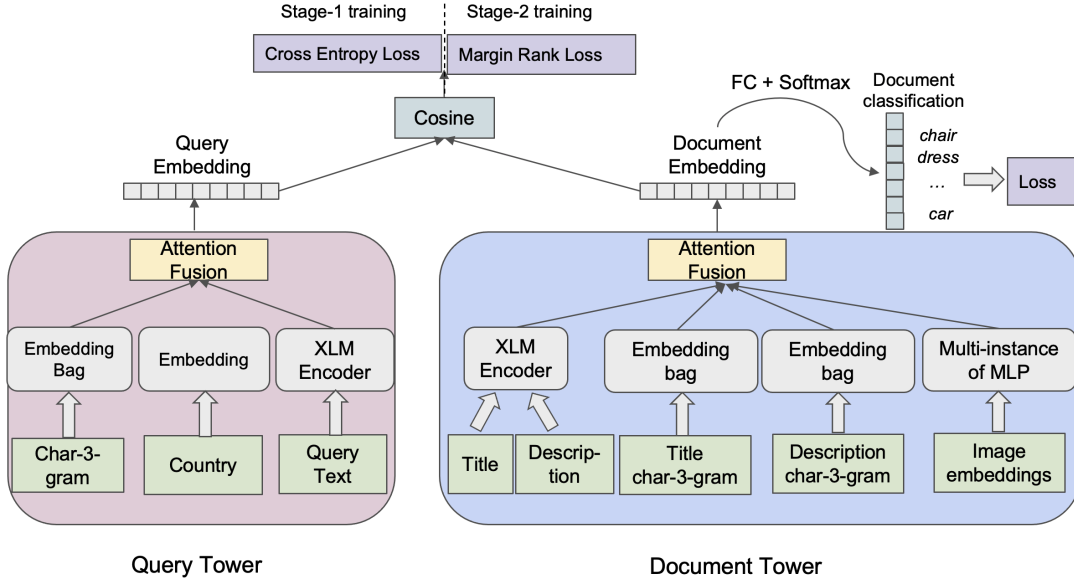 Stage-1 training
Stage-2 training
Cross Entropy Loss
Margin Rank Loss
FC + Softmax
Document
classification
Cosine
chair
dress
...
car
Loss
Query
Embedding
Document
Embedding
Attention
Fusion
Attention
Fusion
Embedding
Bag
Embedding
XLM
Encoder
XLM
Encoder
Embedding
bag
Embedding
bag
Multi-instance
of MLP
Char-3-
gram
Country
Query
Text
Title
Descrip-
tion
Title
char-3-gram
Description
char-3-gram
Image
embeddings
Query Tower
Document Tower